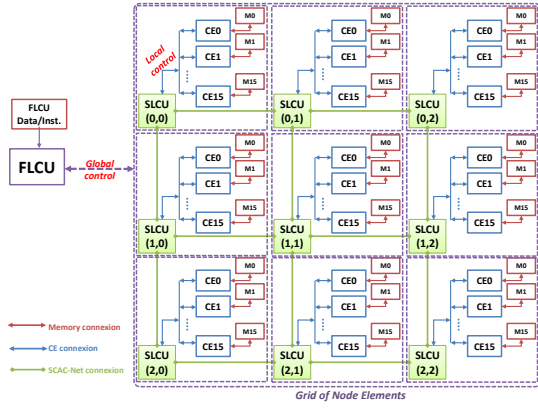 M0
CE0
M1
CE1
Local
control
M15
CE15
SLCU
(0,0)
M0
CE0
M1
CE1
M15
CE15
SLCU
(0,1)
M0
CE0
M1
CE1
M15
CE15
SLCU
(0,2)
FLCU
Data/Inst.
FLCU
Global
control
M0
CE0
M1
CE1
M15
CE15
SLCU
(1,0)
M0
CE0
M1
CE1
M15
CE15
SLCU
(1,1)
M0
CE0
M1
CE1
M15
CE15
SLCU
(1,2)
M0
CE0
M1
CE1
M15
CE15
SLCU
(2,0)
M0
CE0
M1
CE1
M15
CE15
SLCU
(2,1)
M0
CE0
M1
CE1
M15
CE15
SLCU
(2,2)
Memory connexion
CE connexion
SCAC-Net connexion
Grid of Node Elements